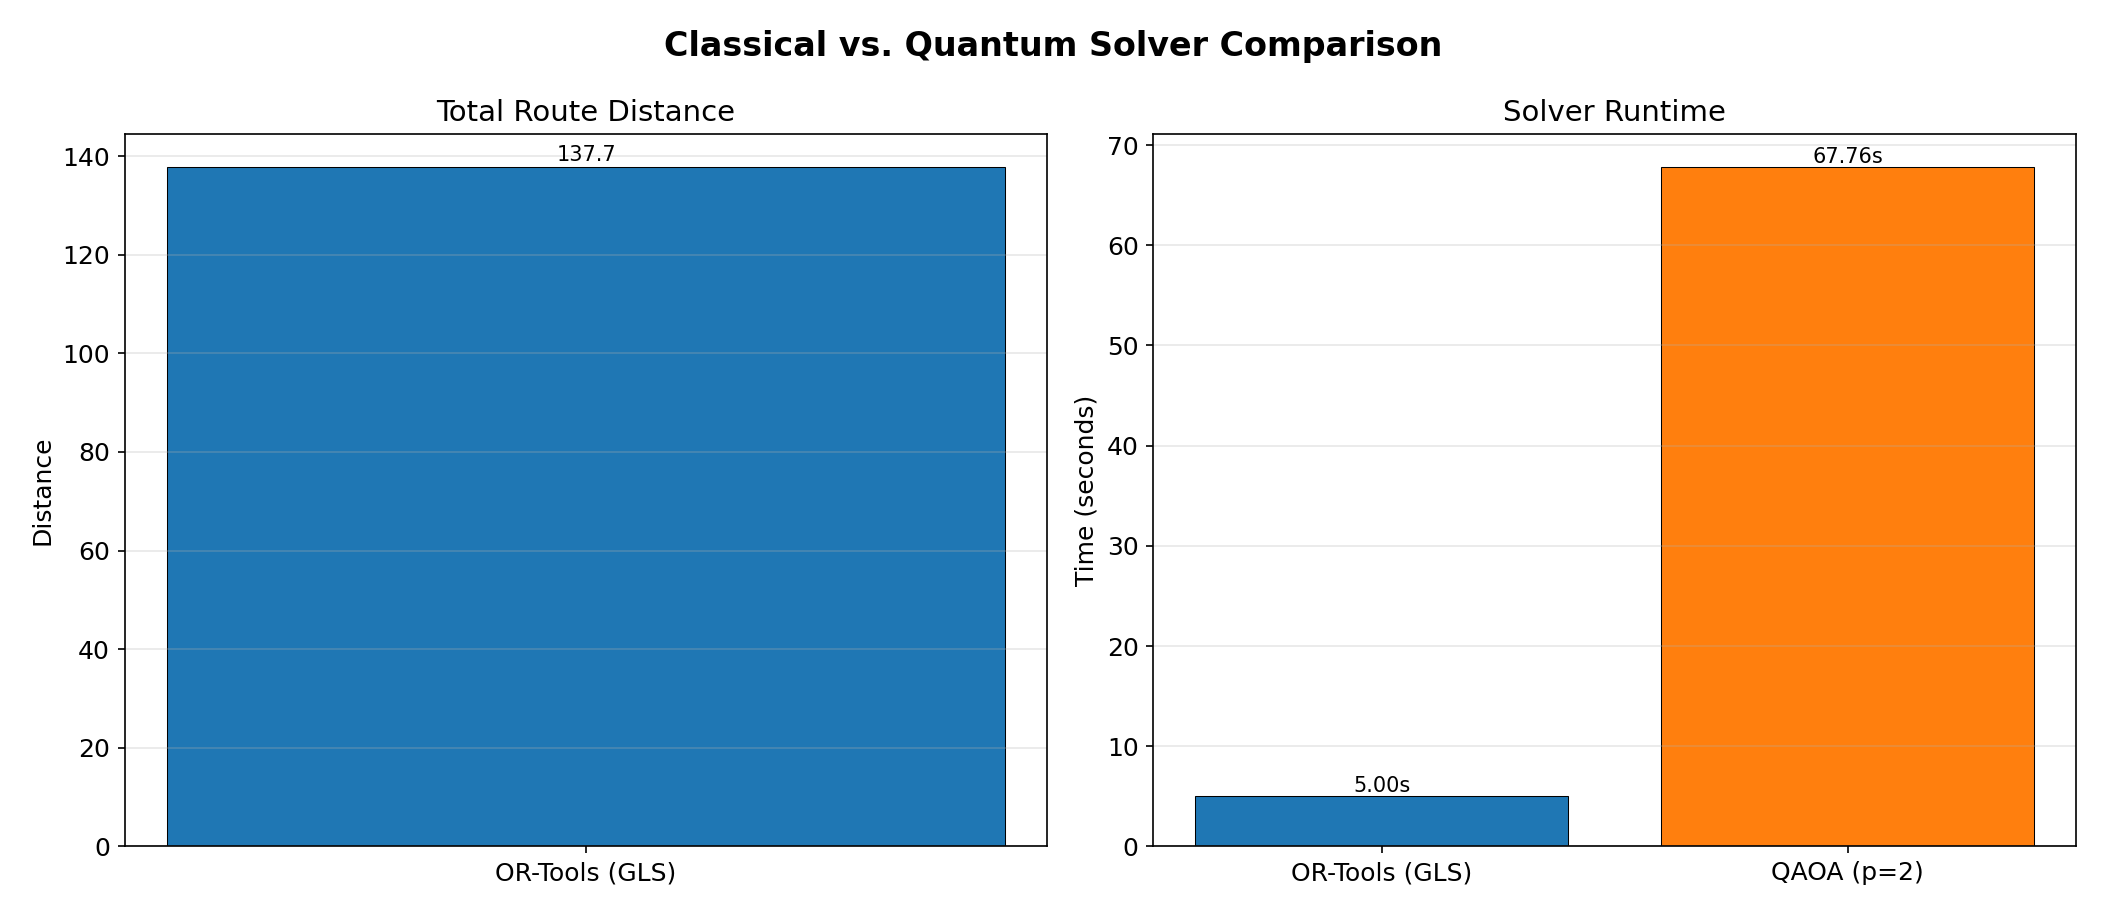 Classical vs. Quantum Solver Comparison
Total Route Distance
Distance
140
120
100
80
60
40
20
0
137.7
OR-Tools (GLS)
Solver Runtime
Time (seconds)
70
60
50
40
30
20
10
0
5.00s
67.76s
OR-Tools (GLS)
QAOA (p=2)